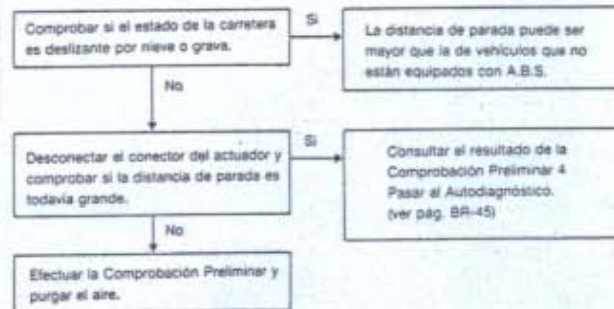 Comprobar si el estado de la carretera
es deslizante por nieve o grava.
Si
La distancia de parada puede ser
mayor que la de vehículos que no
están equipados con A.B.S.
No
Desconectar el conector del actuador y
comprobar si la distancia de parada es
todavía grande.
Si
Consultar el resultado de la
Comprobación Preliminar 4
Pasar al Autodiagnóstico.
(ver pág. BR-45)
No
Efectuar la Comprobación Preliminar y
purgar el aire.